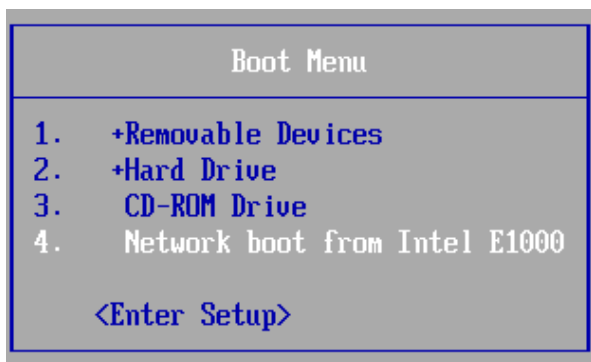 Boot Menu
1. +Removable Devices
2. +Hard Drive
3. CD-ROM Drive
4. Network boot from Intel E1000
<Enter Setup>